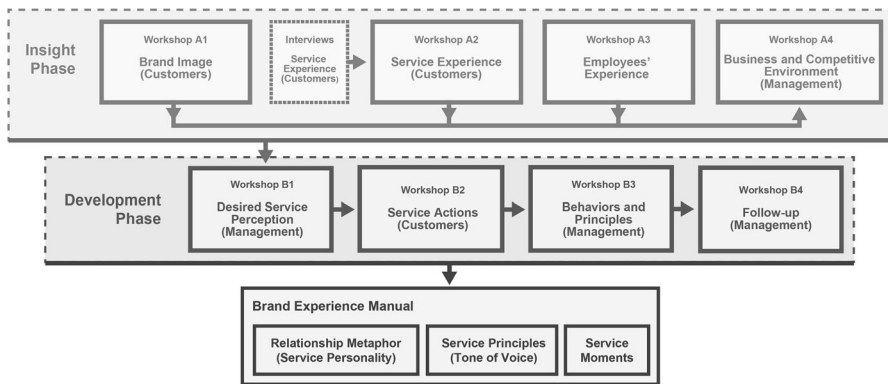 Insight
Phase
Workshop A1
Brand Image
(Customers)
Interviews
Service
Experience
(Customers)
Workshop A2
Service Experience
(Customers)
Workshop A3
Employees’
Experience
Workshop A4
Business and Competitive
Environment
(Management)
Development
Phase
Workshop B1
Desired Service
Perception
(Management)
Workshop B2
Service Actions
(Customers)
Workshop B3
Behaviors and
Principles
(Management)
Workshop B4
Follow-up
(Management)
Brand Experience Manual
Relationship Metaphor
(Service Personality)
Service Principles
(Tone of Voice)
Service
Moments